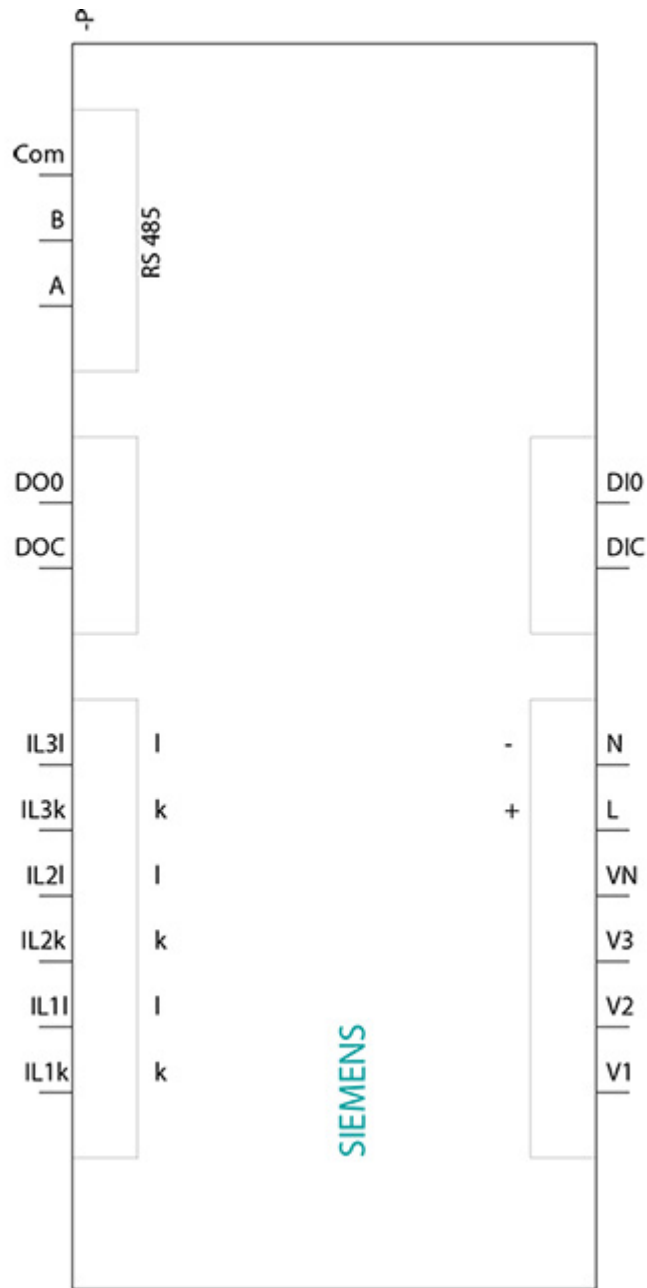 -P
Com
B
A
RS 485
DO0
DOC
DI0
DIC
IL3l
l
-
N
IL3k
k
+
L
IL2l
l
VN
IL2k
k
V3
IL1l
l
V2
IL1k
k
V1
SIEMENS